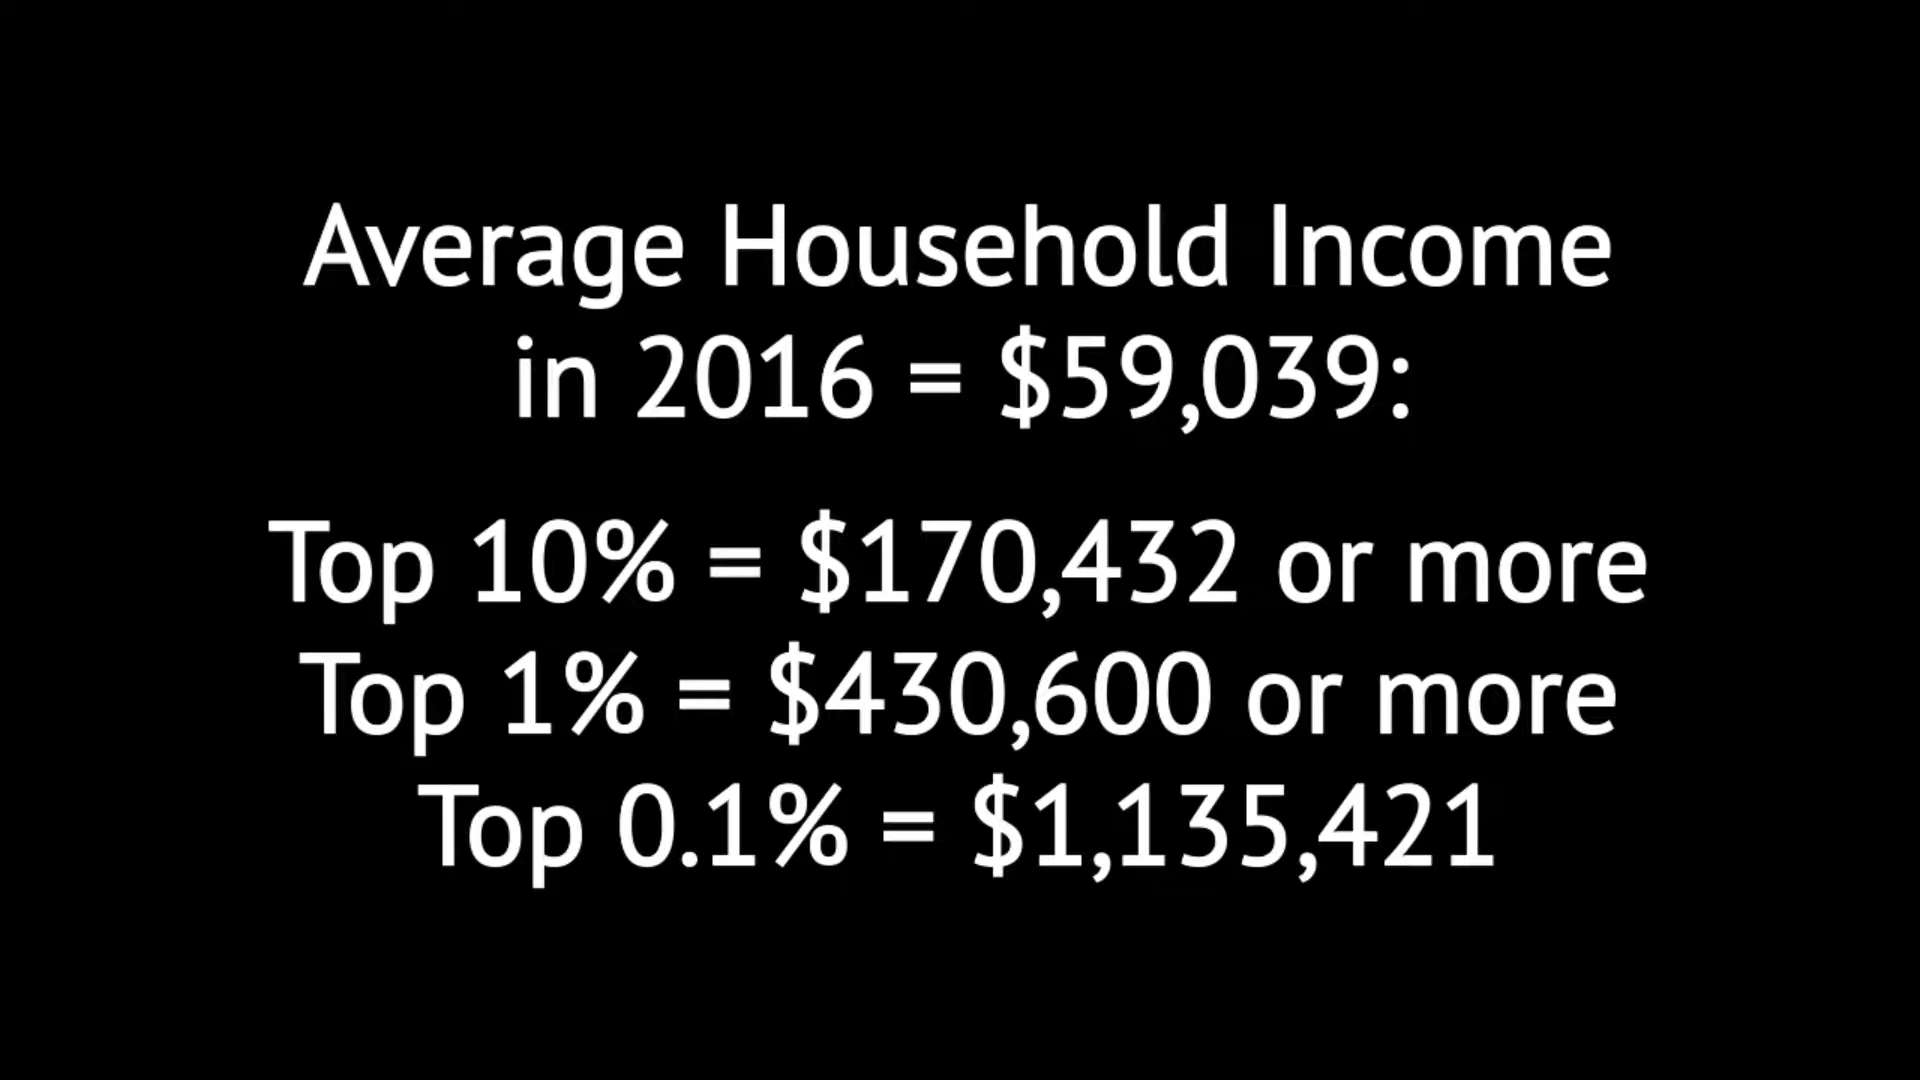 Average Household Income
in 2016 = $59,039:
Top 10% = $170,432 or more
Top 1% = $430,600 or more
Top 0.1% = $1,135,421